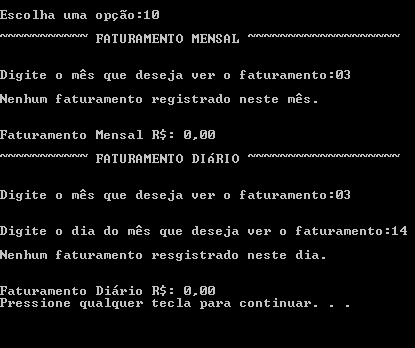 Escolha uma opção:10
~~~~~~~~~~~~~ FATURAMENTO MENSAL ~~~~~~~~~~~~~~~~~~~~~~
Digite o mês que deseja ver o faturamento:03
Nenhum faturamento registrado neste mês.
Faturamento Mensal R$: 0,00
~~~~~~~~~~~~~ FATURAMENTO DIáRIO ~~~~~~~~~~~~~~~~~~~~~~
Digite o mês que deseja ver o faturamento:03
Digite o dia do mês que deseja ver o faturamento:14
Nenhum faturamento resgistrado neste dia.
Faturamento Diário R$: 0,00
Pressione qualquer tecla para continuar. . .